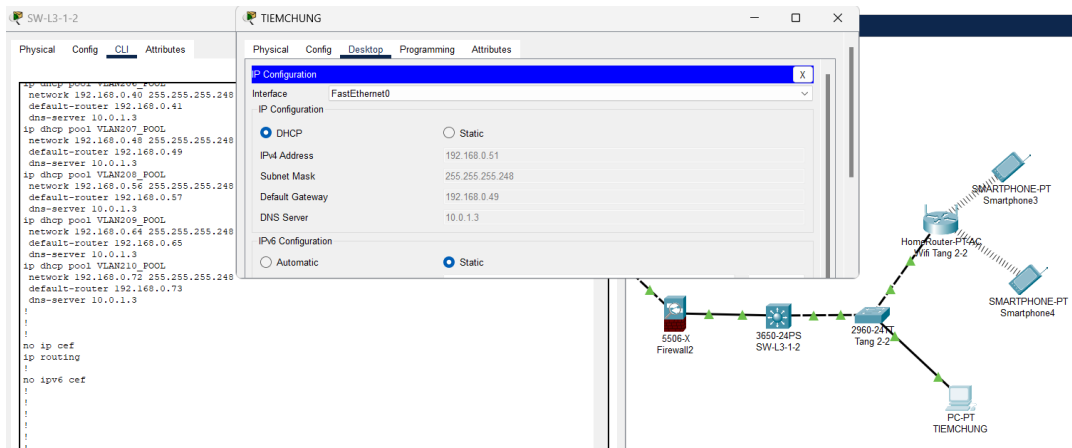 SW-L3-1-2
TIEMCHUNG
Physical Config CLI Attributes
Physical Config Desktop Programming Attributes
ip dhcp pool VLAN206_POOL
network 192.168.0.40 255.255.255.248
default-router 192.168.0.41
dns-server 10.0.1.3
ip dhcp pool VLAN207_POOL
network 192.168.0.48 255.255.255.248
default-router 192.168.0.49
dns-server 10.0.1.3
ip dhcp pool VLAN208_POOL
network 192.168.0.56 255.255.255.248
default-router 192.168.0.57
dns-server 10.0.1.3
ip dhcp pool VLAN209_POOL
network 192.168.0.64 255.255.255.248
default-router 192.168.0.65
dns-server 10.0.1.3
ip dhcp pool VLAN210_POOL
network 192.168.0.72 255.255.255.248
default-router 192.168.0.73
dns-server 10.0.1.3
!
!
!
no ip cef
ip routing
!
no ipv6 cef
!
!
!
!
!
IP Configuration
X
Interface FastEthernet0
IP Configuration
DHCP Static
IPv4 Address 192.168.0.51
Subnet Mask 255.255.255.248
Default Gateway 192.168.0.49
DNS Server 10.0.1.3
IPv6 Configuration
Automatic Static
SMARTPHONE-PT
Smartphone3
HomeRouter-PT-AC
Wifi Tang 2-2
SMARTPHONE-PT
Smartphone4
5506-X
Firewall2
3650-24PS
SW-L3-1-2
2960-24TT
Tang 2-2
PC-PT
TIEMCHUNG